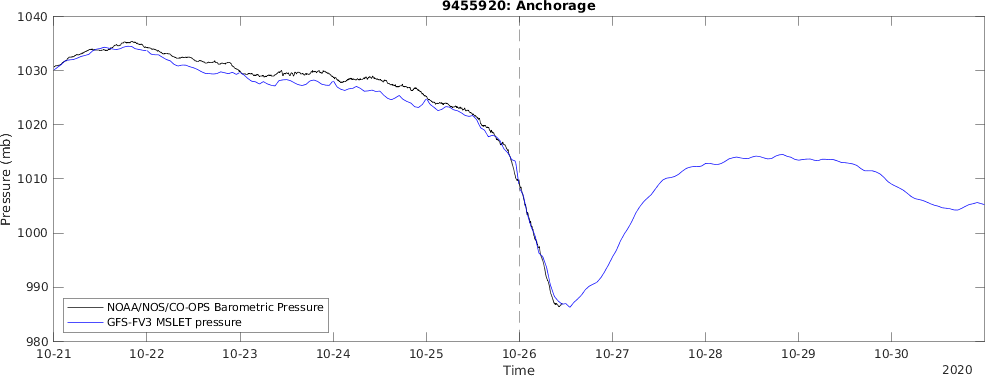 9455920: Anchorage
Pressure (mb)
1040
1030
1020
1010
1000
990
980
NOAA/NOS/CO-OPS Barometric Pressure
GFS-FV3 MSLET pressure
10-21 10-22 10-23 10-24 10-25 10-26 10-27 10-28 10-29 10-30
Time
2020